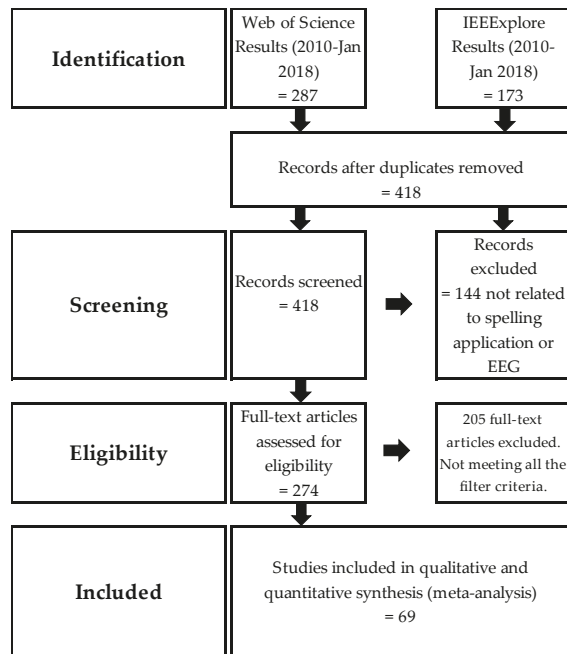 Identification
Web of Science
Results (2010-Jan
2018)
= 287
IEEExplore
Results (2010-
Jan 2018)
= 173
Records after duplicates removed
= 418
Screening
Records screened
= 418
Records
excluded
= 144 not related
to spelling
application or
EEG
Eligibility
Full-text articles
assessed for
eligibility
= 274
205 full-text
articles excluded.
Not meeting all the
filter criteria.
Included
Studies included in qualitative and
quantitative synthesis (meta-analysis)
= 69